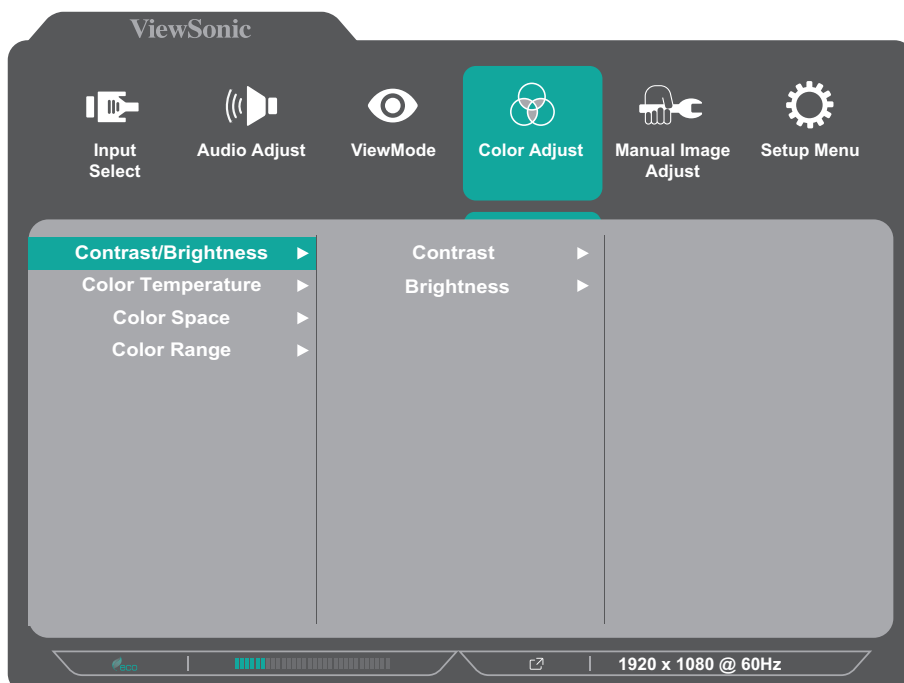 ViewSonic
Input
Select
Audio Adjust
ViewMode
Color Adjust
Manual Image
Adjust
Setup Menu
Contrast/Brightness
Color Temperature
Color Space
Color Range
Contrast
Brightness
eco
1920 x 1080 @ 60Hz